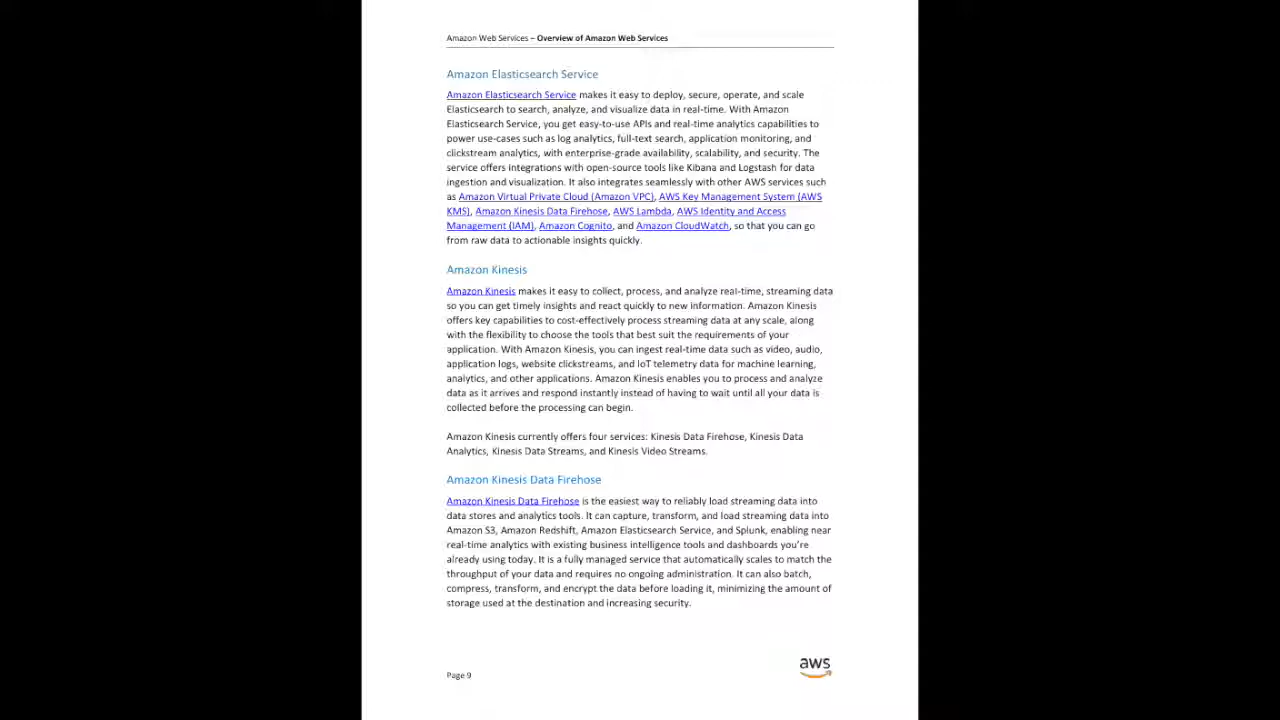 Amazon Web Services – Overview of Amazon Web Services
Amazon Elasticsearch Service
Amazon Elasticsearch Service makes it easy to deploy, secure, operate, and scale
Elasticsearch to search, analyze, and visualize data in real-time. With Amazon
Elasticsearch Service, you get easy-to-use APIs and real-time analytics capabilities to
power use-cases such as log analytics, full-text search, application monitoring, and
clickstream analytics, with enterprise-grade availability, scalability, and security. The
service offers integrations with open-source tools like Kibana and Logstash for data
ingestion and visualization. It also integrates seamlessly with other AWS services such
as Amazon Virtual Private Cloud (Amazon VPC), AWS Key Management System (AWS
KMS), Amazon Kinesis Data Firehose, AWS Lambda, AWS Identity and Access
Management (IAM), Amazon Cognito, and Amazon CloudWatch, so that you can go
from raw data to actionable insights quickly.
Amazon Kinesis
Amazon Kinesis makes it easy to collect, process, and analyze real-time, streaming data
so you can get timely insights and react quickly to new information. Amazon Kinesis
offers key capabilities to cost-effectively process streaming data at any scale, along
with the flexibility to choose the tools that best suit the requirements of your
application. With Amazon Kinesis, you can ingest real-time data such as video, audio,
application logs, website clickstreams, and IoT telemetry data for machine learning,
analytics, and other applications. Amazon Kinesis enables you to process and analyze
data as it arrives and respond instantly instead of having to wait until all your data is
collected before the processing can begin.
Amazon Kinesis currently offers four services: Kinesis Data Firehose, Kinesis Data
Analytics, Kinesis Data Streams, and Kinesis Video Streams.
Amazon Kinesis Data Firehose
Amazon Kinesis Data Firehose is the easiest way to reliably load streaming data into
data stores and analytics tools. It can capture, transform, and load streaming data into
Amazon S3, Amazon Redshift, Amazon Elasticsearch Service, and Splunk, enabling near
real-time analytics with existing business intelligence tools and dashboards you're
already using today. It is a fully managed service that automatically scales to match the
throughput of your data and requires no ongoing administration. It can also batch,
compress, transform, and encrypt the data before loading it, minimizing the amount of
storage used at the destination and increasing security.
aws
Page 9